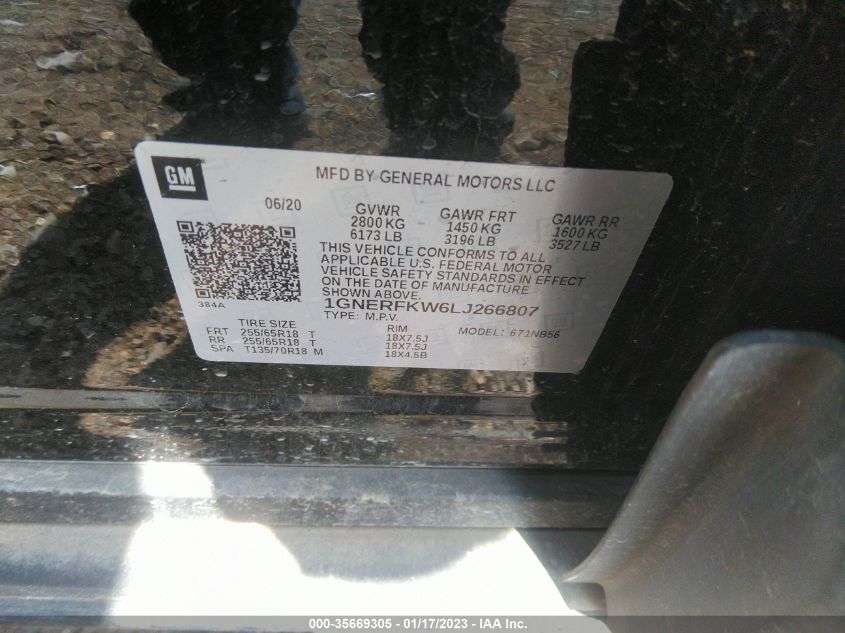 GM
MFD BY GENERAL MOTORS LLC
06/20
GVWR GAWR FRT GAWR RR
2800 KG 1450 KG 1600 KG
6173 LB 3196 LB 3527 LB
THIS VEHICLE CONFORMS TO ALL
APPLICABLE U.S. FEDERAL MOTOR
VEHICLE SAFETY STANDARDS IN EFFECT
ON THE DATE OF MANUFACTURE
SHOWN ABOVE.
384A
1GNERFKW6LJ266807
TYPE: M.P.V.
MODEL: 671NB56
TIRE SIZE RIM
FRT 255/65R18 T 18X7.5J
RR 255/65R18 T 18X7.5J
SPA T135/70R18 M 18X4.5B
000-35669305 - 01/17/2023 - IAA Inc.